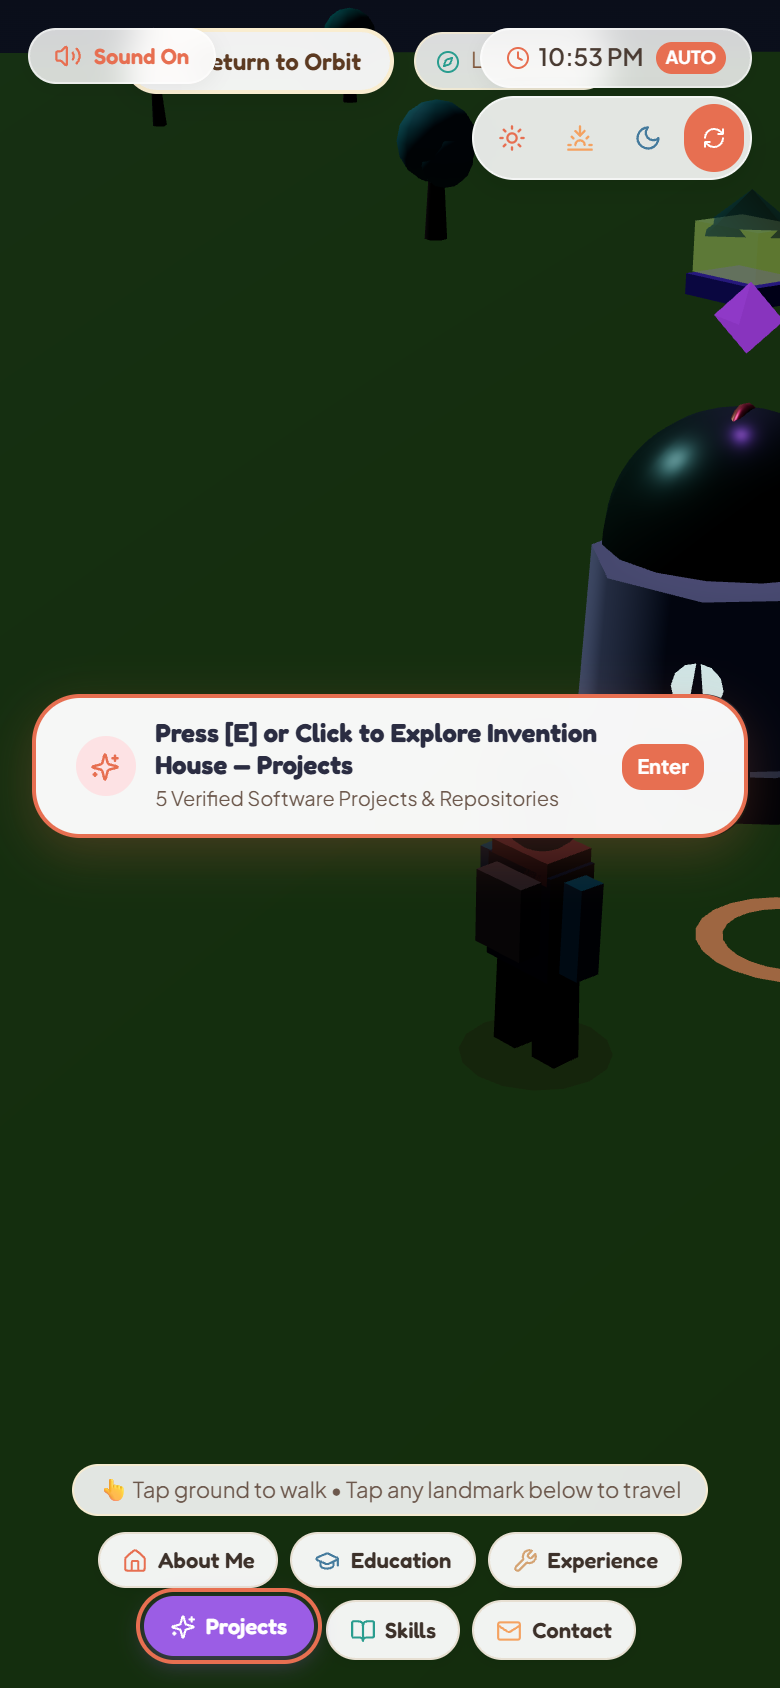 Sound On
eturn to Orbit
L
10:53 PM AUTO
Press [E] or Click to Explore Invention
House — Projects
5 Verified Software Projects & Repositories
Enter
👆 Tap ground to walk • Tap any landmark below to travel
About Me
Education
Experience
Projects
Skills
Contact